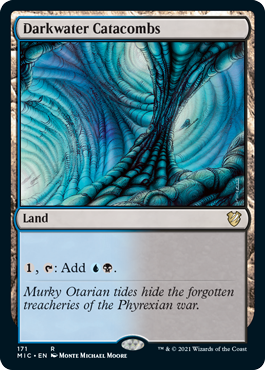 Darkwater Catacombs
Land
1, T: Add UB.
Murky Otarian tides hide the forgotten
treacheries of the Phyrexian war.
171 R
MIC • EN MONTE MICHAEL MOORE
™ & © 2021 Wizards of the Coast